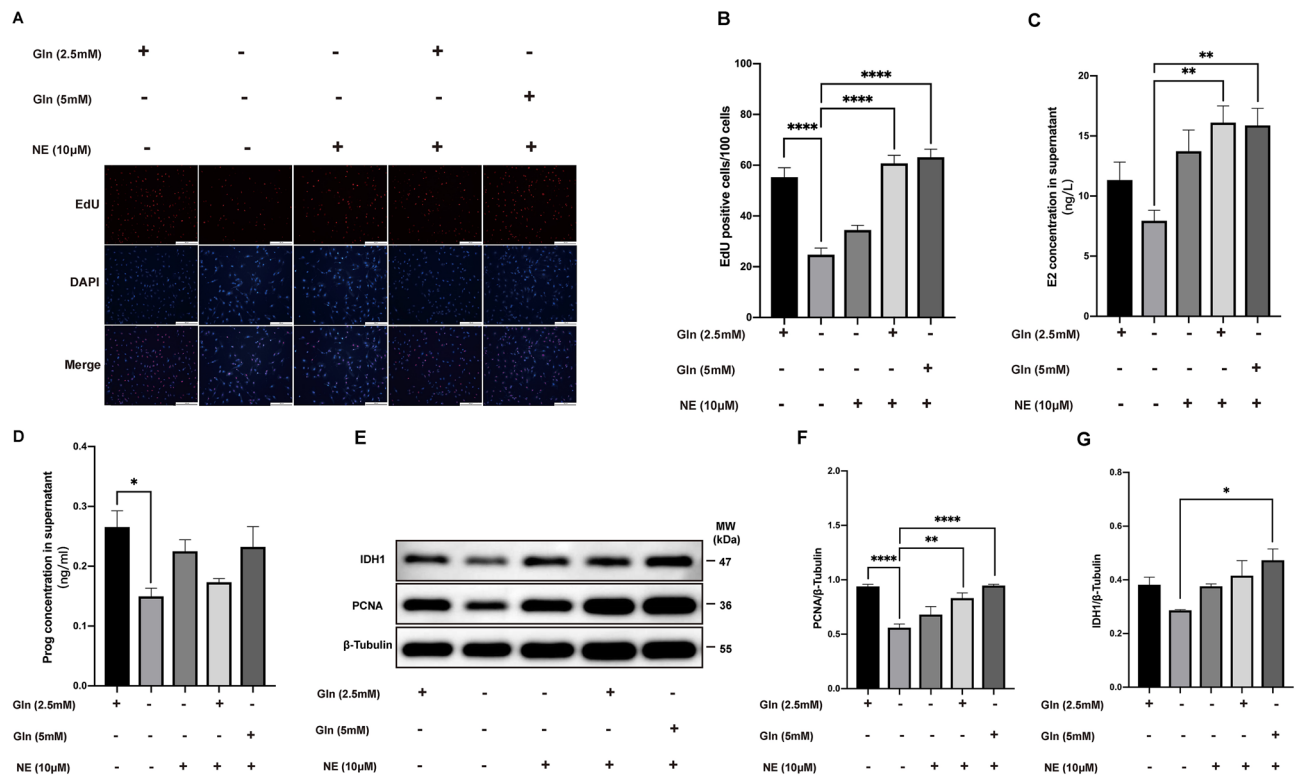 A
Gln (2.5mM) + - - + -
Gln (5mM) - - - - +
NE (10μM) - - + + +
EdU
DAPI
Merge
B
EdU positive cells/100 cells
100
80
60
40
20
0
****
****
****
Gln (2.5mM) + - - + -
Gln (5mM) - - - - +
NE (10μM) - - + + +
C
E2 concentration in supernatant
(ng/L)
20
15
10
5
0
**
**
Gln (2.5mM) + - - + -
Gln (5mM) - - - - +
NE (10μM) - - + + +
D
Prog concentration in supernatant
(ng/ml)
0.4
0.3
0.2
0.1
0.0
*
Gln (2.5mM) + - - + -
Gln (5mM) - - - - +
NE (10μM) - - + + +
E
MW
(kDa)
IDH1 47
PCNA 36
β-Tubulin 55
Gln (2.5mM) + - - + -
Gln (5mM) - - - - +
NE (10μM) - - + + +
F
PCNA/β-Tubulin
1.5
1.0
0.5
0.0
****
**
****
Gln (2.5mM) + - - + -
Gln (5mM) - - - - +
NE (10μM) - - + + +
G
IDH1/β-Tubulin
0.8
0.6
0.4
0.2
0.0
*
Gln (2.5mM) + - - + -
Gln (5mM) - - - - +
NE (10μM) - - + + +